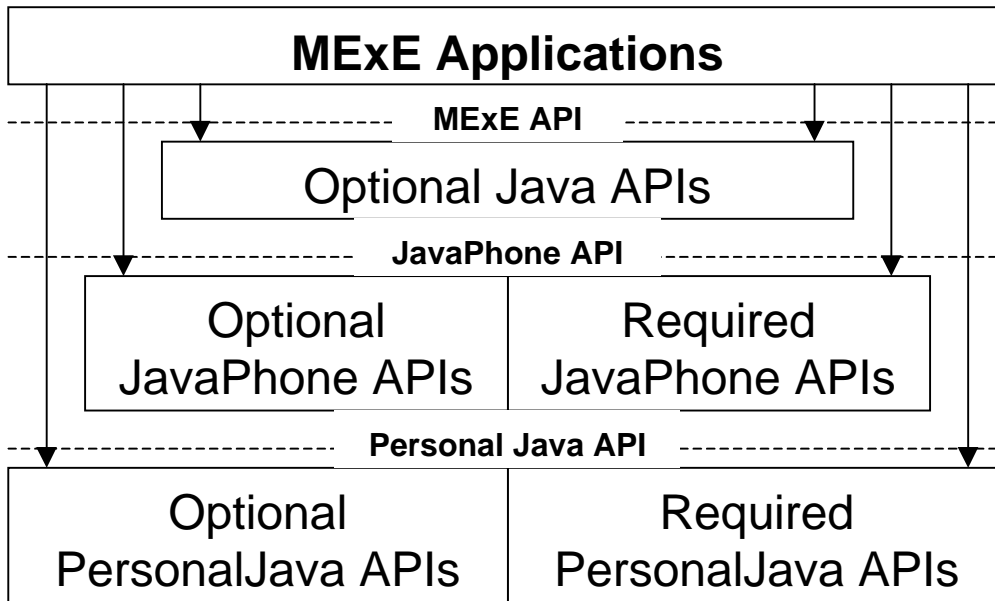 MExE Applications
MExE API
Optional Java APIs
JavaPhone API
Optional
JavaPhone APIs
Required
JavaPhone APIs
Personal Java API
Optional
PersonalJava APIs
Required
PersonalJava APIs